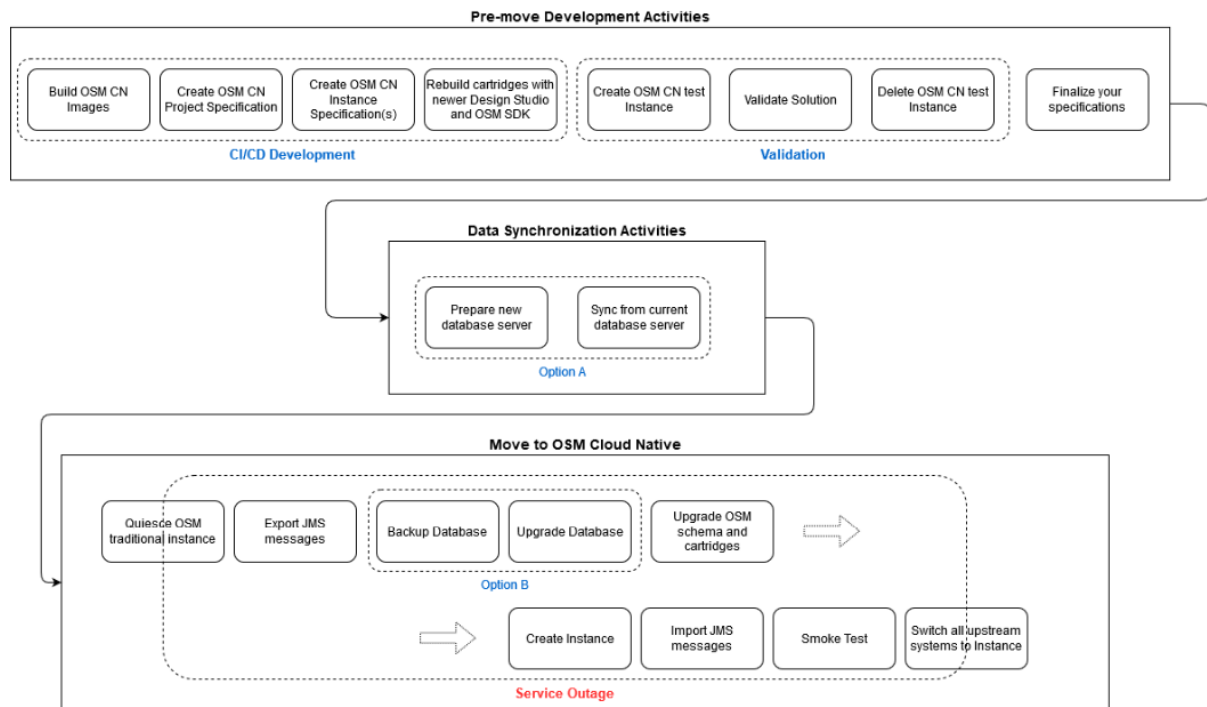 Pre-move Development Activities
Build OSM CN
Images
Create OSM CN
Project Specification
Create OSM CN
Instance
Specification(s)
Rebuild cartridges with
newer Design Studio
and OSM SDK
CI/CD Development
Create OSM CN test
Instance
Validate Solution
Delete OSM CN test
Instance
Validation
Finalize your
specifications
Data Synchronization Activities
Prepare new
database server
Sync from current
database server
Option A
Move to OSM Cloud Native
Quiesce OSM
traditional instance
Export JMS
messages
Backup Database
Upgrade Database
Option B
Upgrade OSM
schema and
cartridges
Create Instance
Import JMS
messages
Smoke Test
Switch all upstream
systems to Instance
Service Outage